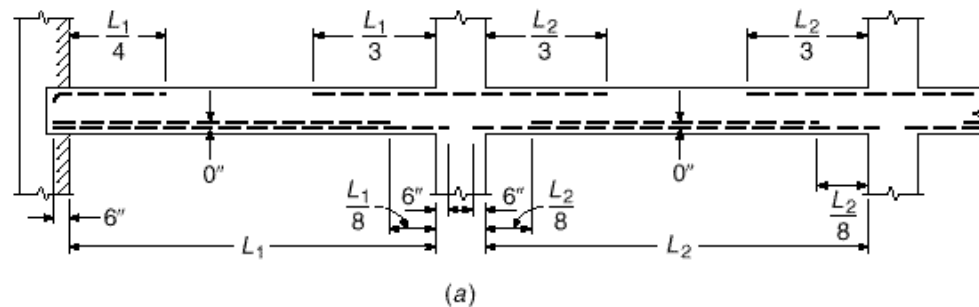 L₁/4 L₁/3 L₂/3 L₂/3
0″ L₁/8 6″ 6″ L₂/8 0″ L₂/8
6″
L₁ L₂
(a)